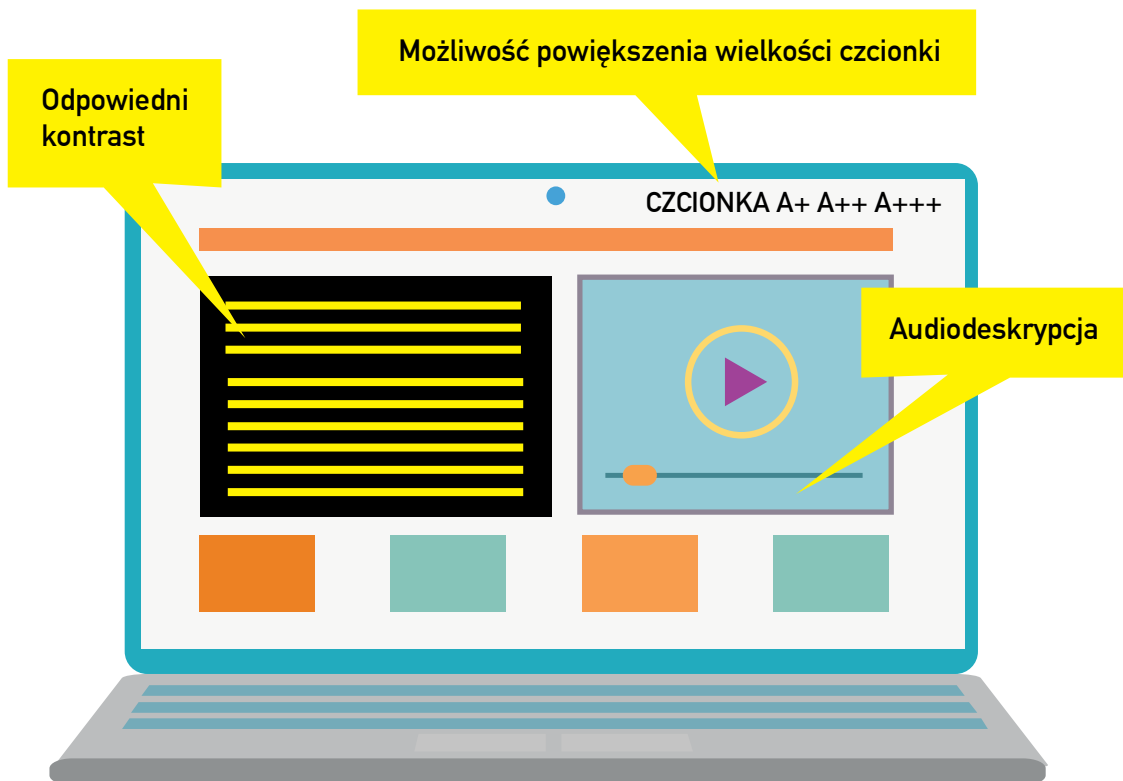 Możliwość powiększenia wielkości czcionki
Odpowiedni
kontrast
CZCIONKA A+ A++ A+++
Audiodeskrypcja